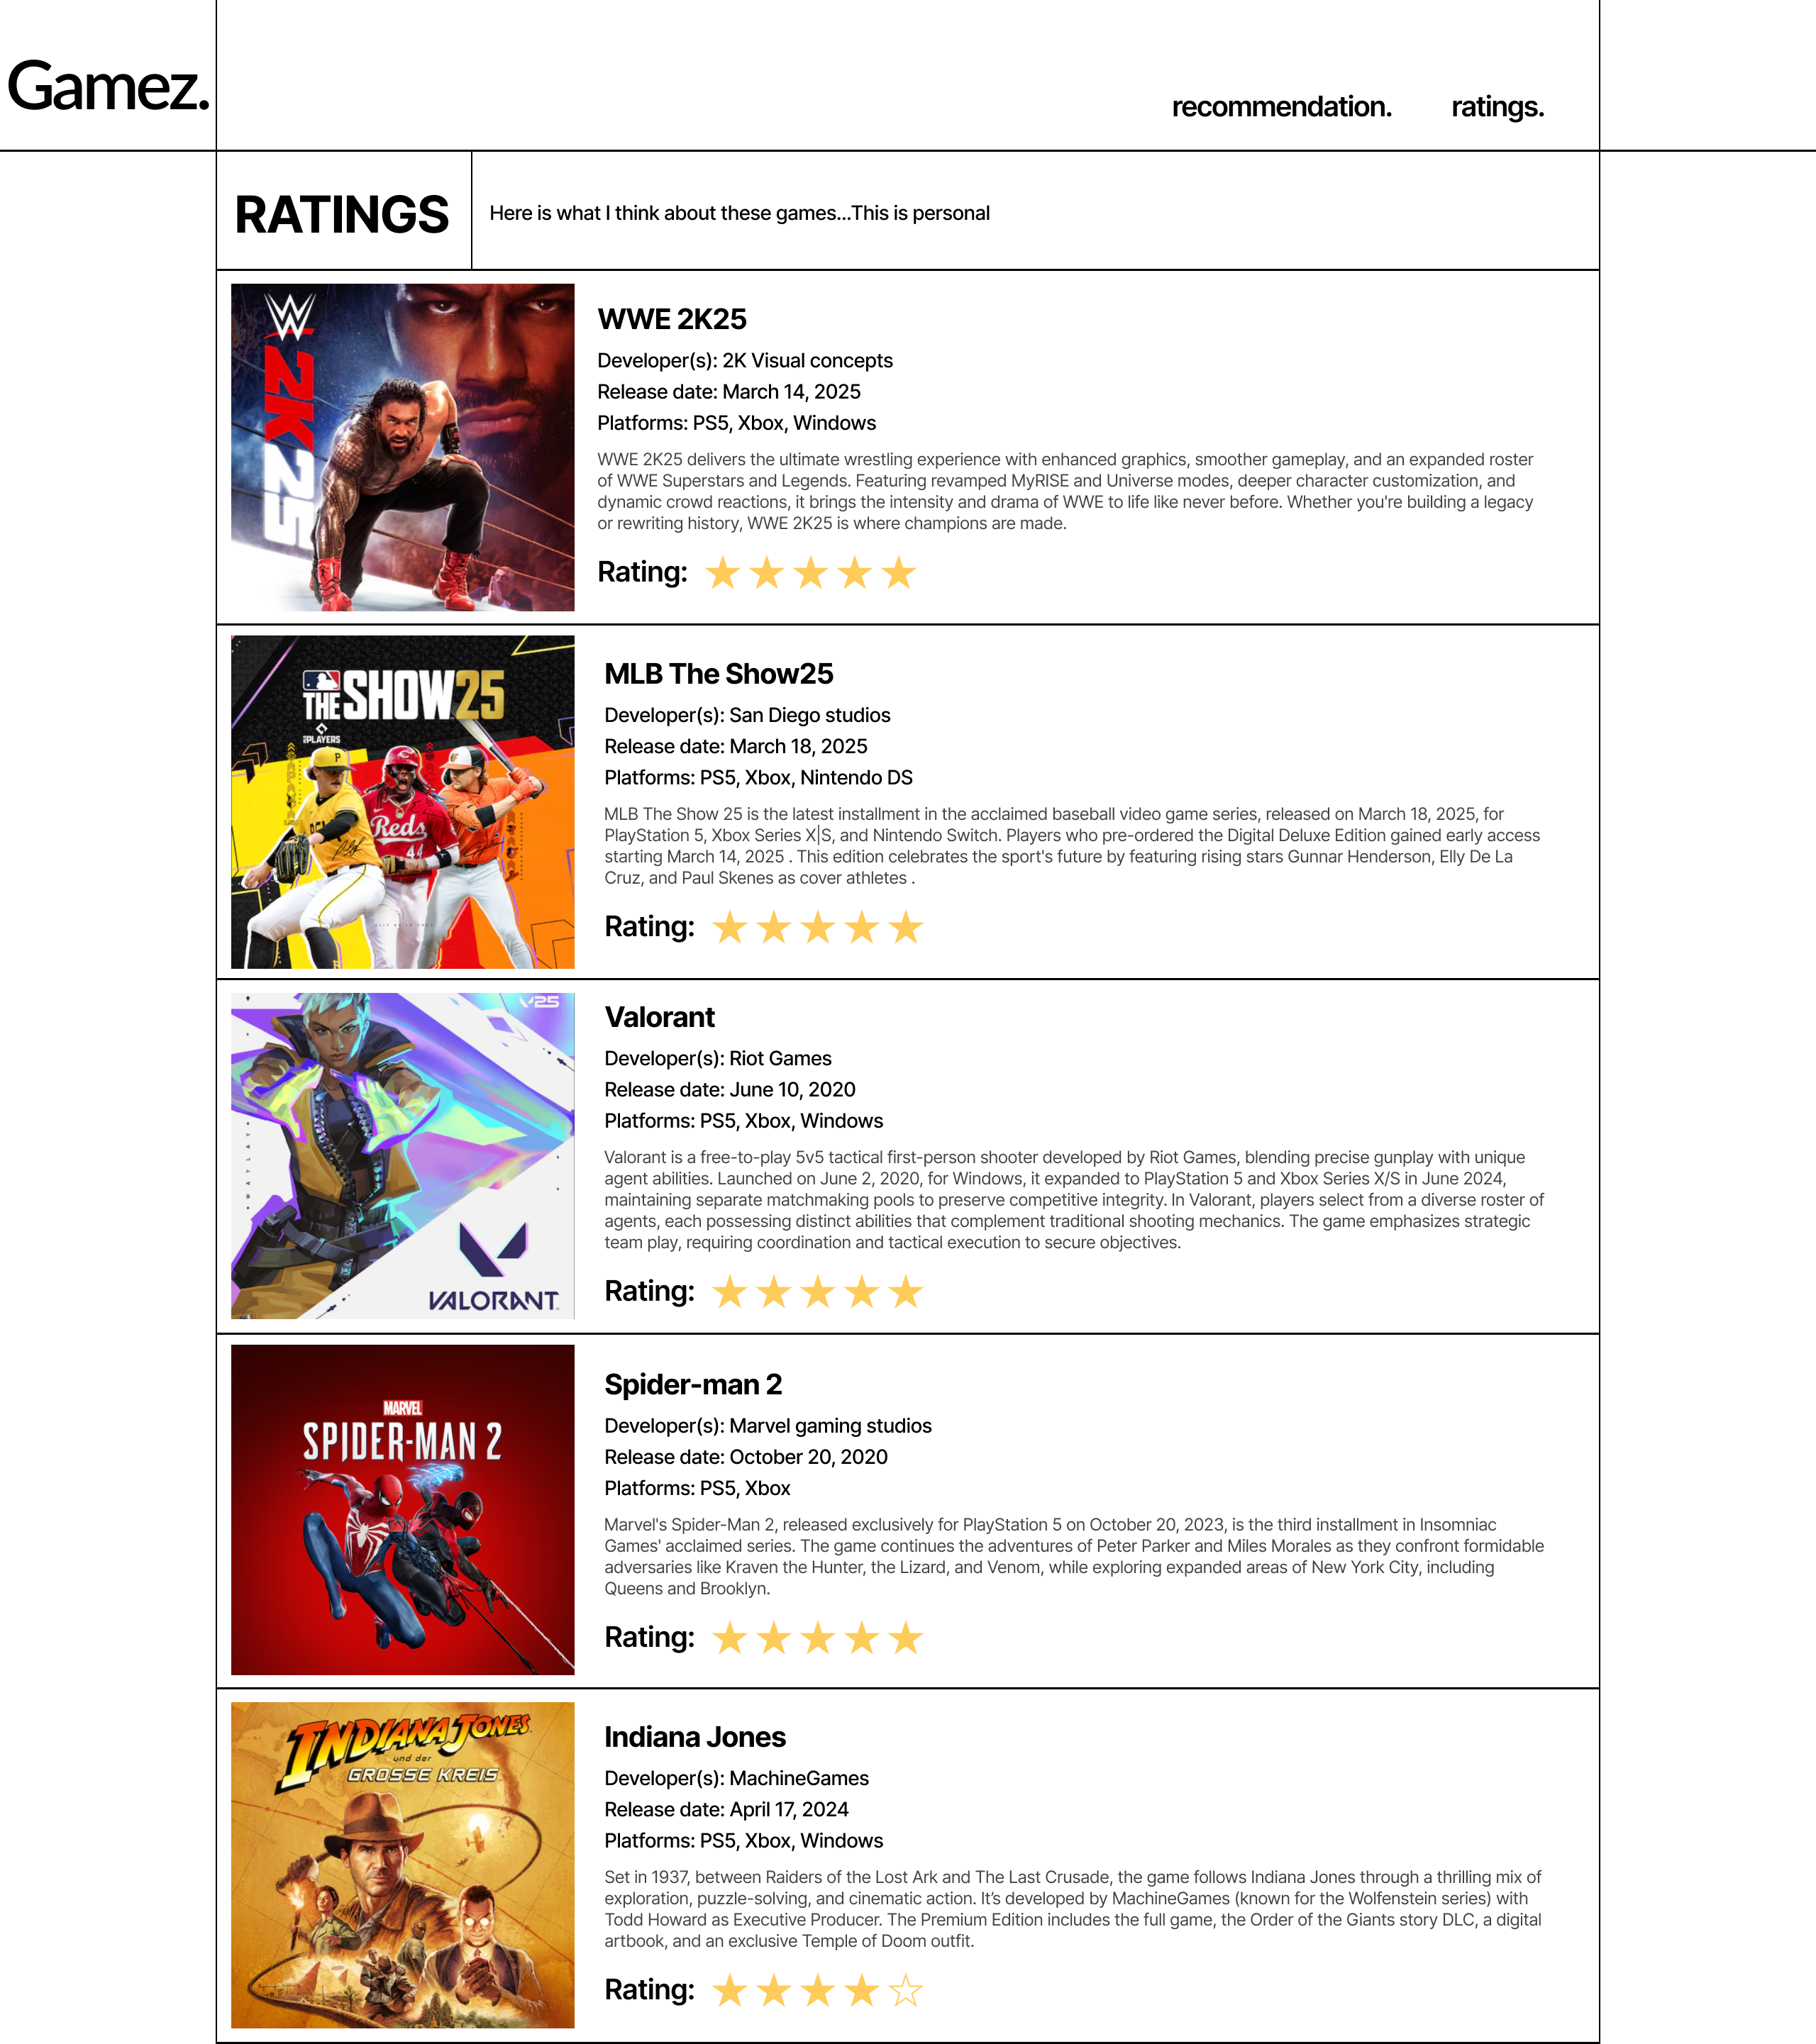 Gamez.
recommendation. ratings.
RATINGS
Here is what I think about these games...This is personal
W
2K25
WWE 2K25
Developer(s): 2K Visual concepts
Release date: March 14, 2025
Platforms: PS5, Xbox, Windows
WWE 2K25 delivers the ultimate wrestling experience with enhanced graphics, smoother gameplay, and an expanded roster
of WWE Superstars and Legends. Featuring revamped MyRISE and Universe modes, deeper character customization, and
dynamic crowd reactions, it brings the intensity and drama of WWE to life like never before. Whether you're building a legacy
or rewriting history, WWE 2K25 is where champions are made.
Rating:
THE SHOW25
PLAYERS
P
Reds
44
MLB The Show25
Developer(s): San Diego studios
Release date: March 18, 2025
Platforms: PS5, Xbox, Nintendo DS
MLB The Show 25 is the latest installment in the acclaimed baseball video game series, released on March 18, 2025, for
PlayStation 5, Xbox Series X|S, and Nintendo Switch. Players who pre-ordered the Digital Deluxe Edition gained early access
starting March 14, 2025 . This edition celebrates the sport's future by featuring rising stars Gunnar Henderson, Elly De La
Cruz, and Paul Skenes as cover athletes .
Rating:
V25
WAYLAY
VALORANT
Valorant
Developer(s): Riot Games
Release date: June 10, 2020
Platforms: PS5, Xbox, Windows
Valorant is a free-to-play 5v5 tactical first-person shooter developed by Riot Games, blending precise gunplay with unique
agent abilities. Launched on June 2, 2020, for Windows, it expanded to PlayStation 5 and Xbox Series X/S in June 2024,
maintaining separate matchmaking pools to preserve competitive integrity. In Valorant, players select from a diverse roster of
agents, each possessing distinct abilities that complement traditional shooting mechanics. The game emphasizes strategic
team play, requiring coordination and tactical execution to secure objectives.
Rating:
MARVEL
SPIDER-MAN 2
Spider-man 2
Developer(s): Marvel gaming studios
Release date: October 20, 2020
Platforms: PS5, Xbox
Marvel's Spider-Man 2, released exclusively for PlayStation 5 on October 20, 2023, is the third installment in Insomniac
Games' acclaimed series. The game continues the adventures of Peter Parker and Miles Morales as they confront formidable
adversaries like Kraven the Hunter, the Lizard, and Venom, while exploring expanded areas of New York City, including
Queens and Brooklyn.
Rating:
INDIANA JONES
und der
GROSSE KREIS
Indiana Jones
Developer(s): MachineGames
Release date: April 17, 2024
Platforms: PS5, Xbox, Windows
Set in 1937, between Raiders of the Lost Ark and The Last Crusade, the game follows Indiana Jones through a thrilling mix of
exploration, puzzle-solving, and cinematic action. It’s developed by MachineGames (known for the Wolfenstein series) with
Todd Howard as Executive Producer. The Premium Edition includes the full game, the Order of the Giants story DLC, a digital
artbook, and an exclusive Temple of Doom outfit.
Rating: